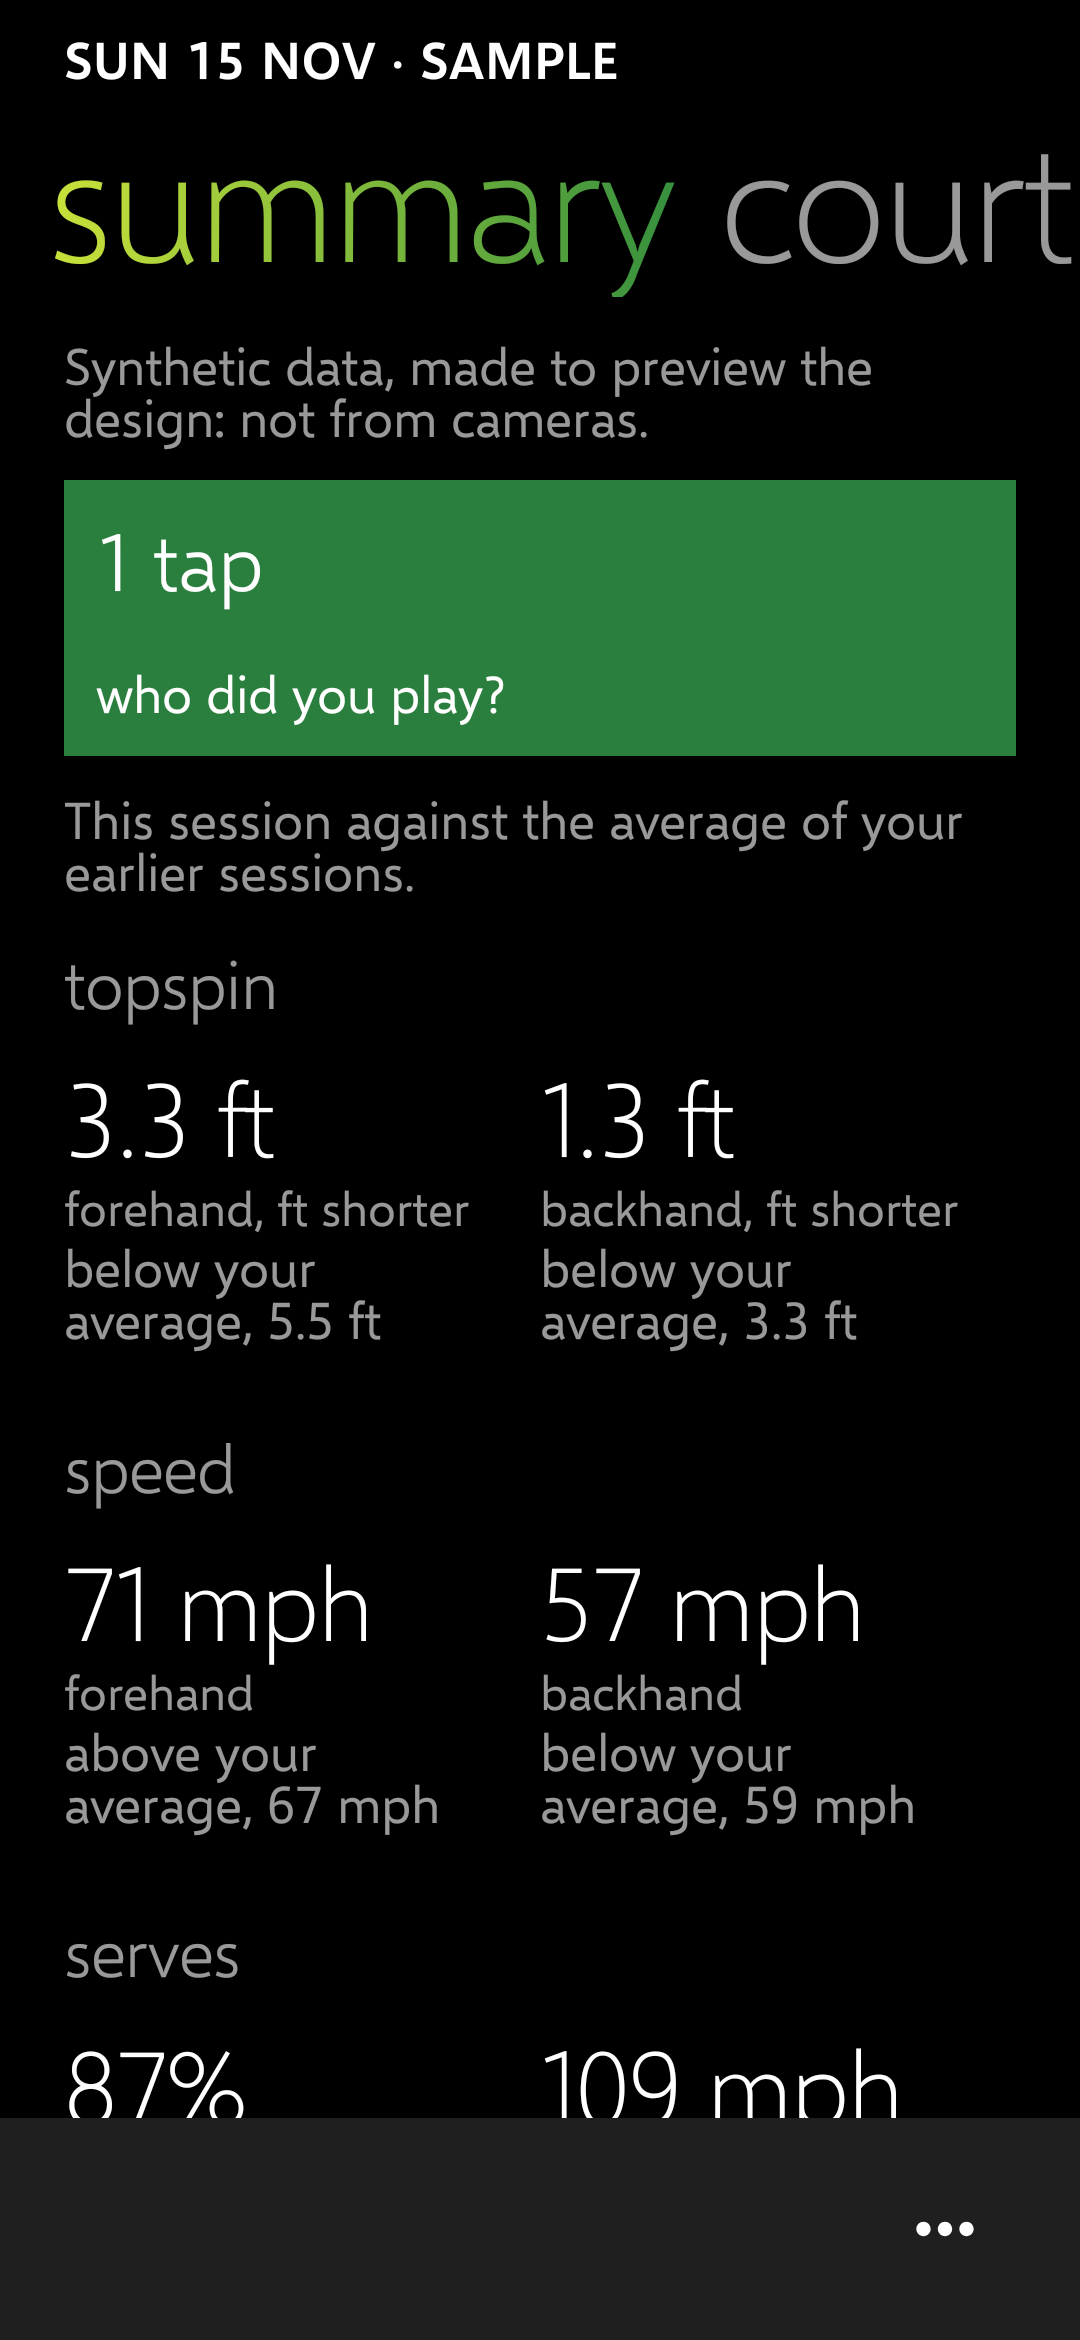 SUN 15 NOV · SAMPLE
summary court
Synthetic data, made to preview the
design: not from cameras.
1 tap
who did you play?
This session against the average of your
earlier sessions.
topspin
3.3 ft 1.3 ft
forehand, ft shorter backhand, ft shorter
below your below your
average, 5.5 ft average, 3.3 ft
speed
71 mph 57 mph
forehand backhand
above your below your
average, 67 mph average, 59 mph
serves
87% 109 mph